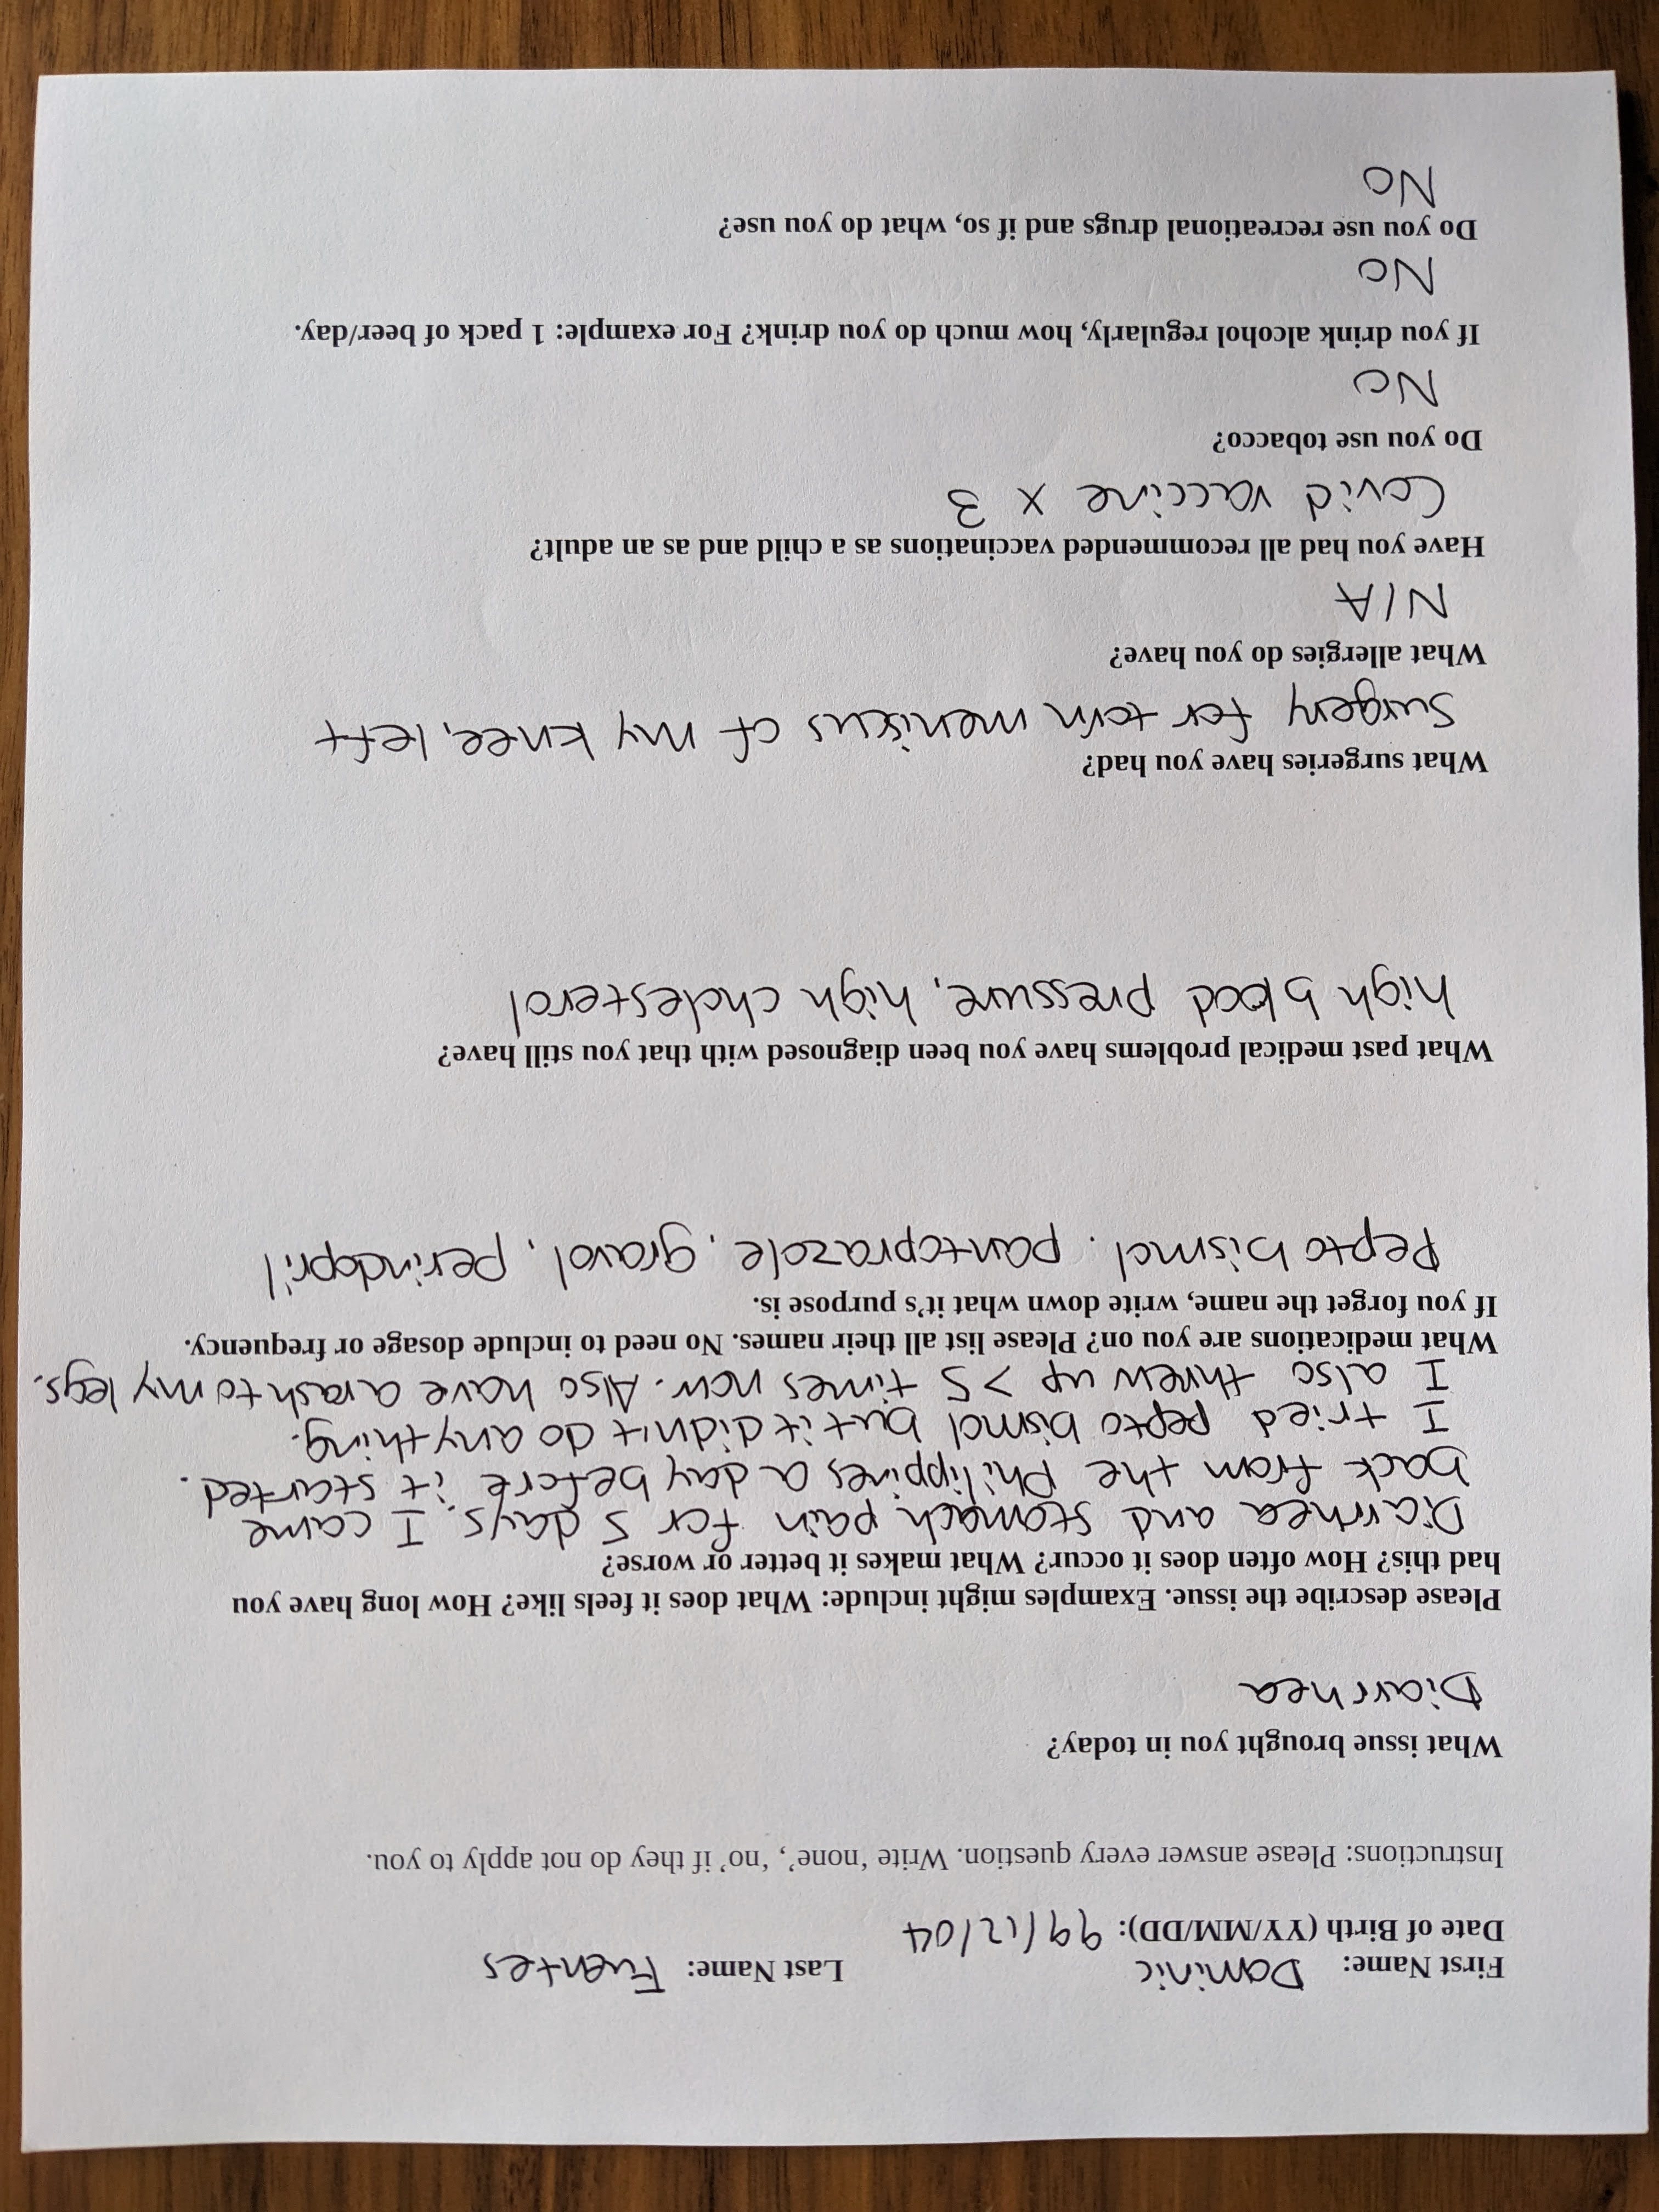 First Name: Dominic Last Name: Fuentes
Date of Birth (YY/MM/DD): 99/12/04
Instructions: Please answer every question. Write ‘none’, ‘no’ if they do not apply to you.
What issue brought you in today?
Diarrhea
Please describe the issue. Examples might include: What does it feels like? How long have you
had this? How often does it occur? What makes it better or worse?
Diarrhea and stomach pain for 5 days. I came
back from the Philippines a day before it started.
I tried pepto bismol but it didn't do anything.
I also threw up >5 times now. Also have a rash to my legs.
What medications are you on? Please list all their names. No need to include dosage or frequency.
If you forget the name, write down what it’s purpose is.
Pepto bismol, pantoprazole, gravol, perindopril
What past medical problems have you been diagnosed with that you still have?
high blood pressure, high cholesterol
What surgeries have you had?
Surgery for torn meniscus of my knee, left
What allergies do you have?
N/A
Have you had all recommended vaccinations as a child and as an adult?
Covid vaccine x 3
Do you use tobacco?
No
If you drink alcohol regularly, how much do you drink? For example: 1 pack of beer/day.
No
Do you use recreational drugs and if so, what do you use?
No